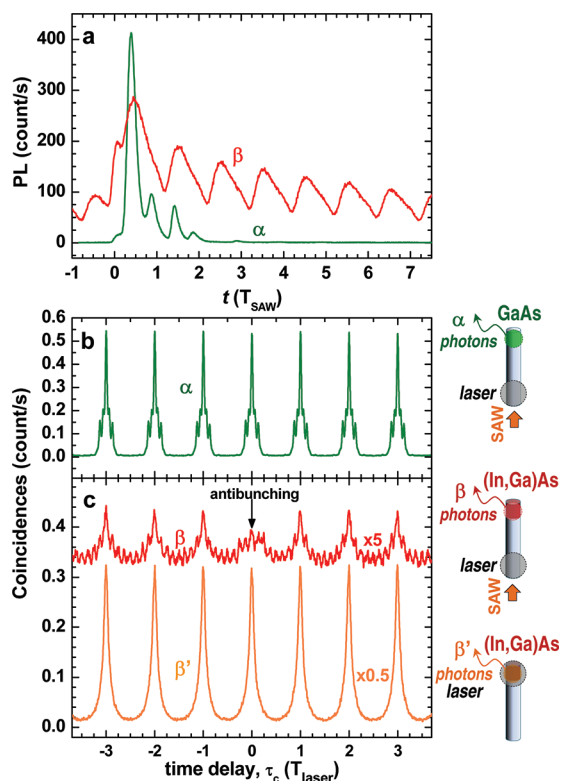 a
400
300
200
100
0
PL (count/s)
β
α
-1 0 1 2 3 4 5 6 7
t (T_SAW)
b
0.6
0.5
0.4
0.3
0.2
0.1
0.0
α
Coincidences (count/s)
c
antibunching
0.4
0.3
0.2
0.1
0.0
β
x5
β'
x0.5
-3 -2 -1 0 1 2 3
time delay, τ_c (T_laser)
α GaAs
photons
laser
SAW
(In,Ga)As
β
photons
laser
SAW
(In,Ga)As
β'
photons
laser